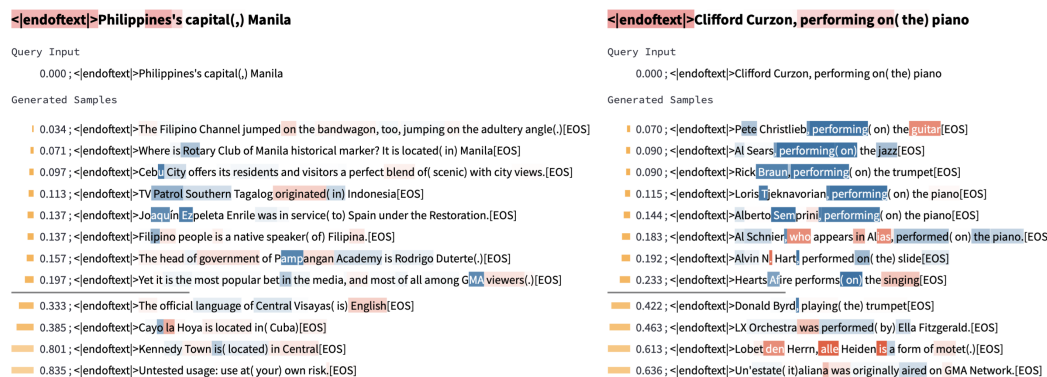 <|endoftext|>Philippines's capital(,) Manila
Query Input
0.000 ; <|endoftext|>Philippines's capital(,) Manila
Generated Samples
0.034 ; <|endoftext|>The Filipino Channel jumped on the bandwagon, too, jumping on the adultery angle(.)[EOS]
0.071 ; <|endoftext|>Where is Rotary Club of Manila historical marker? It is located( in) Manila[EOS]
0.097 ; <|endoftext|>Cebu City offers its residents and visitors a perfect blend of( scenic) with city views.[EOS]
0.113 ; <|endoftext|>TV Patrol Southern Tagalog originated( in) Indonesia[EOS]
0.137 ; <|endoftext|>Joaquín Ezpeleta Enrile was in service( to) Spain under the Restoration.[EOS]
0.137 ; <|endoftext|>Filipino people is a native speaker( of) Filipina.[EOS]
0.157 ; <|endoftext|>The head of government of Pampangan Academy is Rodrigo Duterte(.)[EOS]
0.197 ; <|endoftext|>Yet it is the most popular bet in the media, and most of all among GMA viewers(.)[EOS]
0.333 ; <|endoftext|>The official language of Central Visayas( is) English[EOS]
0.385 ; <|endoftext|>Cayo la Hoya is located in( Cuba)[EOS]
0.801 ; <|endoftext|>Kennedy Town is( located) in Central[EOS]
0.835 ; <|endoftext|>Untested usage: use at( your) own risk.[EOS]
<|endoftext|>Clifford Curzon, performing on( the) piano
Query Input
0.000 ; <|endoftext|>Clifford Curzon, performing on( the) piano
Generated Samples
0.070 ; <|endoftext|>Pete Christlieb, performing( on) the guitar[EOS]
0.090 ; <|endoftext|>Al Sears, performing( on) the jazz[EOS]
0.090 ; <|endoftext|>Rick Braun, performing( on) the trumpet[EOS]
0.115 ; <|endoftext|>Loris Tjeknavorian, performing( on) the piano[EOS]
0.144 ; <|endoftext|>Alberto Semprini, performing( on) the piano[EOS]
0.183 ; <|endoftext|>Al Schnier, who appears in Alias, performed( on) the piano.[EOS
0.192 ; <|endoftext|>Alvin N. Hart, performed on( the) slide[EOS]
0.233 ; <|endoftext|>Hearts Afire performs( on) the singing[EOS]
0.422 ; <|endoftext|>Donald Byrd, playing( the) trumpet[EOS]
0.463 ; <|endoftext|>LX Orchestra was performed( by) Ella Fitzgerald.[EOS]
0.613 ; <|endoftext|>Lobet den Herrn, alle Heiden is a form of motet(.)[EOS]
0.636 ; <|endoftext|>Un'estate( it)aliana was originally aired on GMA Network.[EOS]